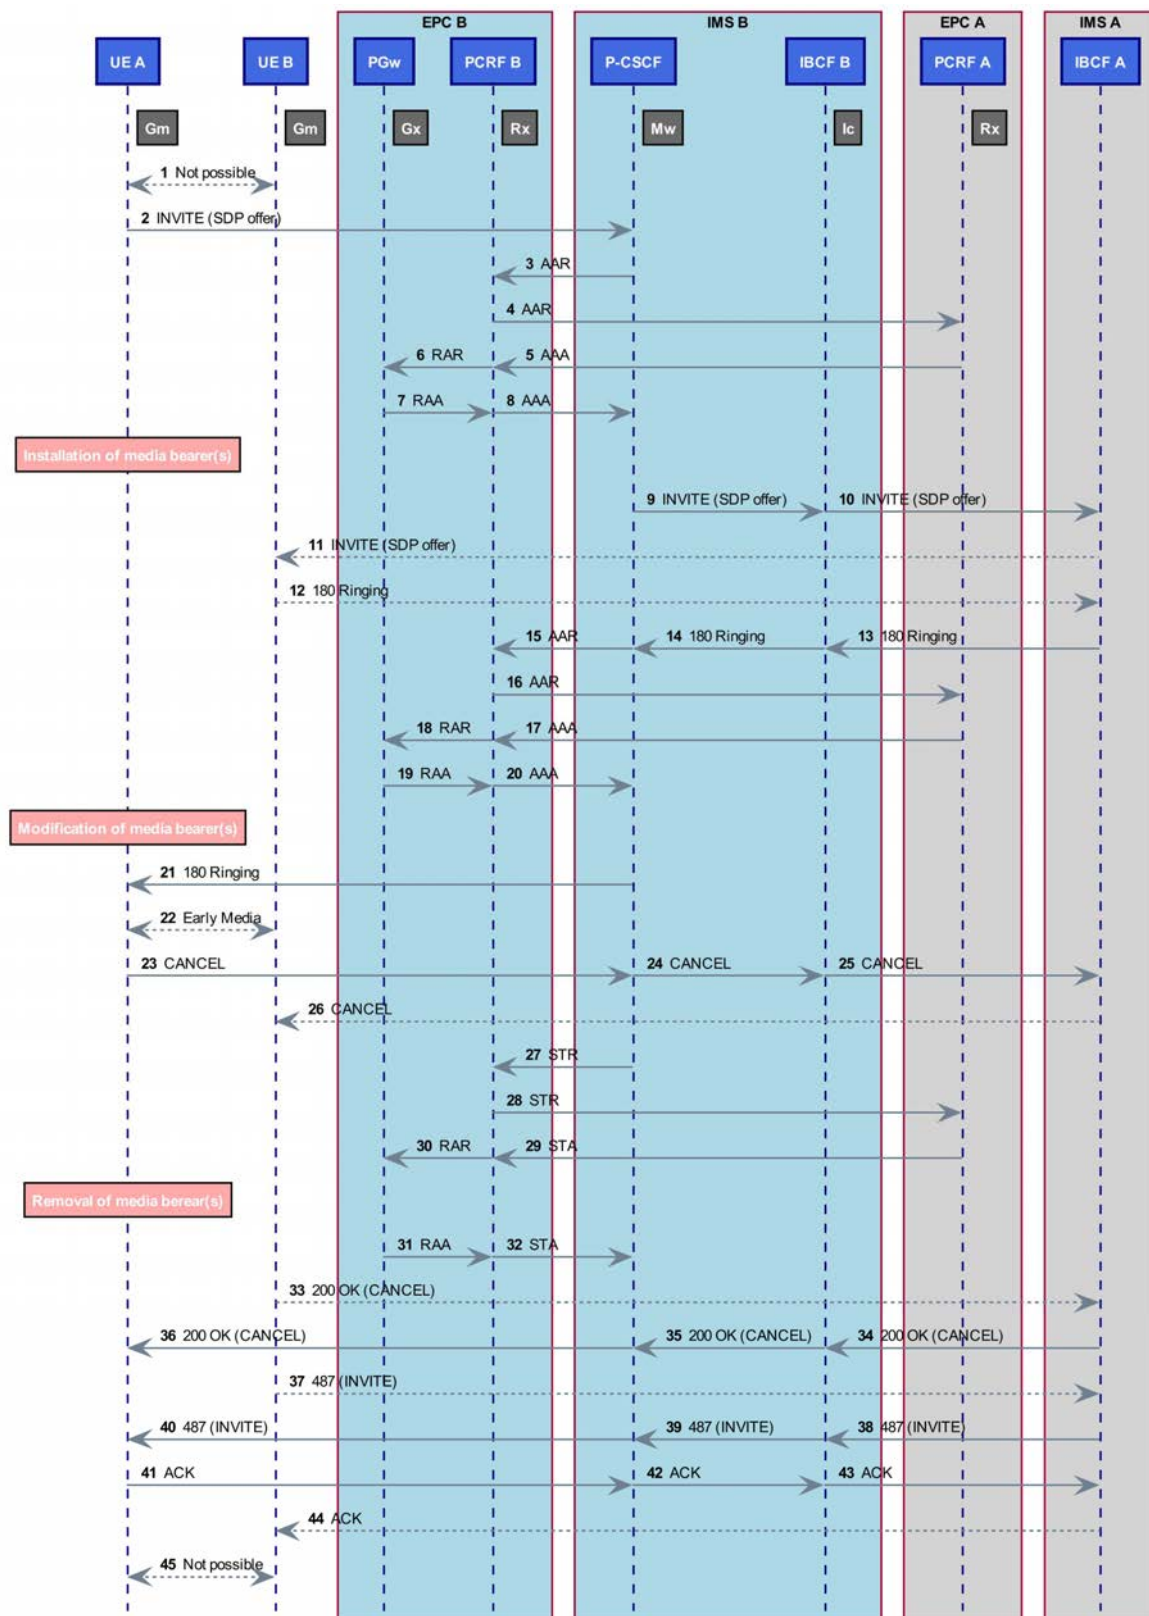 EPC B
IMS B
EPC A
IMS A
UE A
UE B
PGw
PCRF B
P-CSCF
IBCF B
PCRF A
IBCF A
Gm
Gm
Gx
Rx
Mw
Ic
Rx
1 Not possible
2 INVITE (SDP offer)
3 AAR
4 AAR
6 RAR
5 AAA
7 RAA
8 AAA
Installation of media bearer(s)
9 INVITE (SDP offer)
10 INVITE (SDP offer)
11 INVITE (SDP offer)
12 180 Ringing
15 AAR
14 180 Ringing
13 180 Ringing
16 AAR
18 RAR
17 AAA
19 RAA
20 AAA
Modification of media bearer(s)
21 180 Ringing
22 Early Media
23 CANCEL
24 CANCEL
25 CANCEL
26 CANCEL
27 STR
28 STR
30 RAR
29 STA
Removal of media berear(s)
31 RAA
32 STA
33 200 OK (CANCEL)
36 200 OK (CANCEL)
35 200 OK (CANCEL)
34 200 OK (CANCEL)
37 487 (INVITE)
40 487 (INVITE)
39 487 (INVITE)
38 487 (INVITE)
41 ACK
42 ACK
43 ACK
44 ACK
45 Not possible